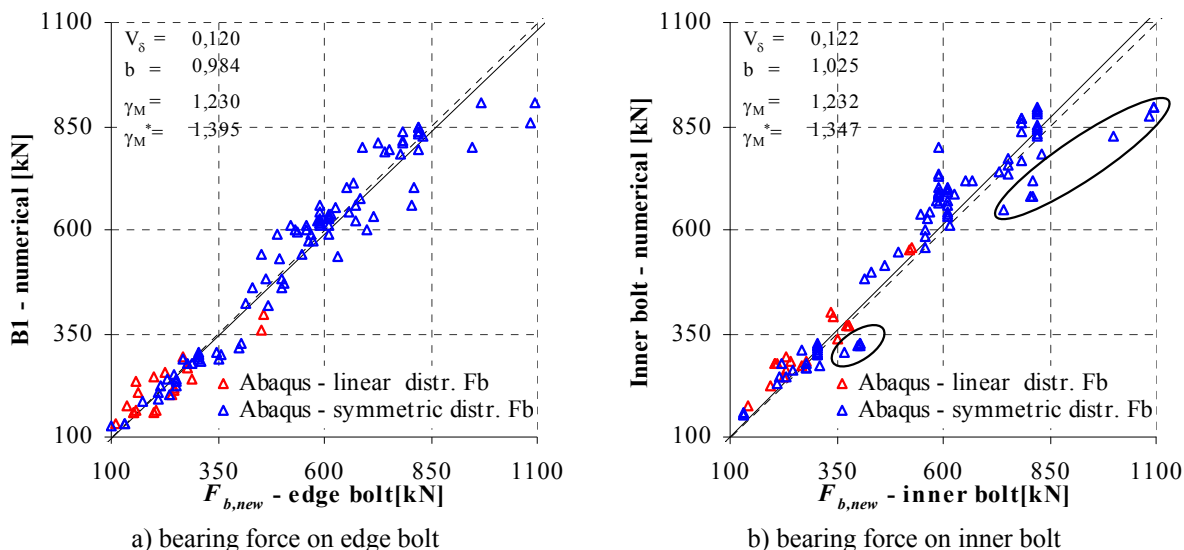 1100
V_δ = 0,120
b = 0,984
γ_M = 1,230
γ_M* = 1,395
850
600
350
100
B1 - numerical [kN]
Abaqus - linear distr. Fb
Abaqus - symmetric distr. Fb
100 350 600 850 1100
F_b,new - edge bolt[kN]
a) bearing force on edge bolt
1100
V_δ = 0,122
b = 1,025
γ_M = 1,232
γ_M* = 1,347
850
600
350
100
Inner bolt - numerical [kN]
Abaqus - linear distr. Fb
Abaqus - symmetric distr. Fb
100 350 600 850 1100
F_b,new - inner bolt[kN]
b) bearing force on inner bolt